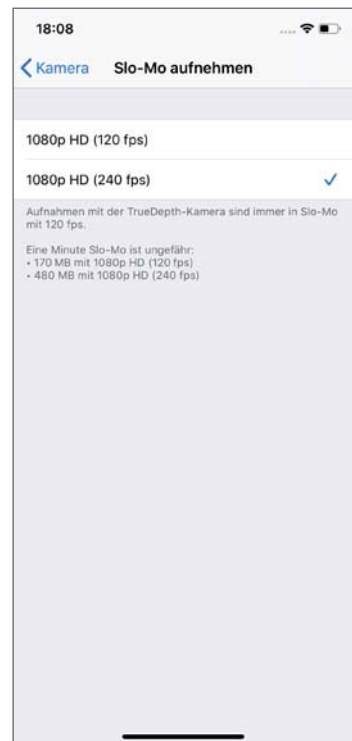 18:08
Kamera
Slo-Mo aufnehmen
1080p HD (120 fps)
1080p HD (240 fps)
Aufnahmen mit der TrueDepth-Kamera sind immer in Slo-Mo
mit 120 fps.
Eine Minute Slo-Mo ist ungefähr:
• 170 MB mit 1080p HD (120 fps)
• 480 MB mit 1080p HD (240 fps)